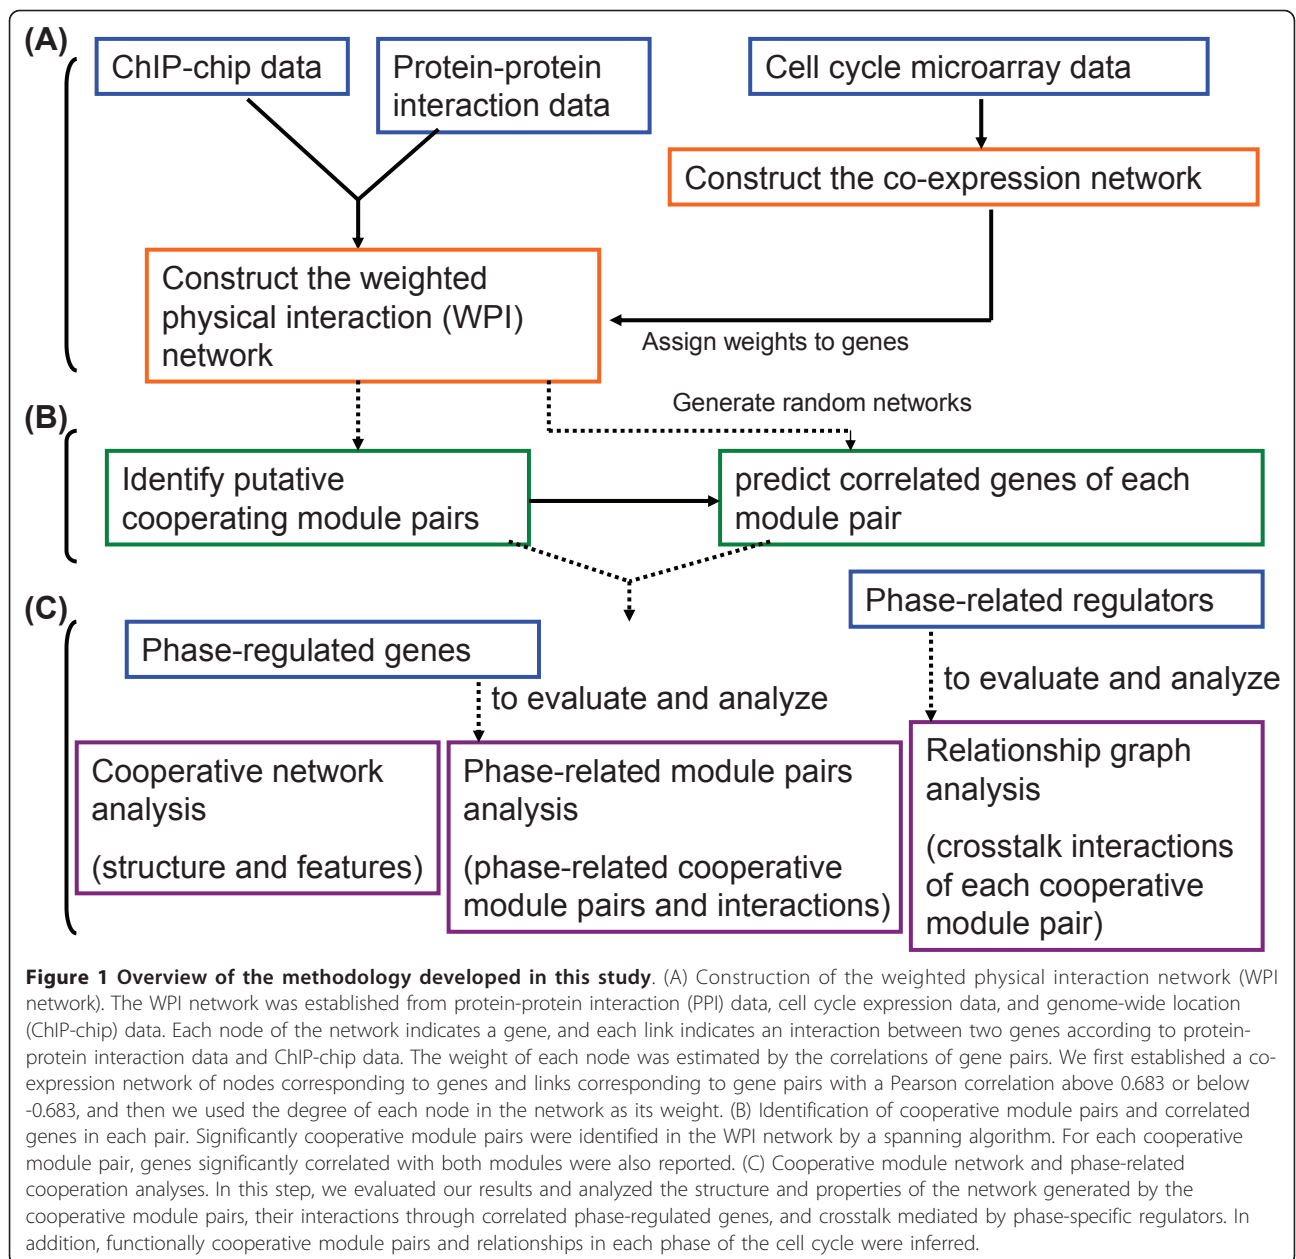 (A)
ChIP-chip data
Protein-protein
interaction data
Cell cycle microarray data
Construct the co-expression network
Construct the weighted
physical interaction (WPI)
network
Assign weights to genes
(B)
Generate random networks
Identify putative
cooperating module pairs
predict correlated genes of each
module pair
(C)
Phase-related regulators
Phase-regulated genes
to evaluate and analyze
to evaluate and analyze
Cooperative network
analysis
(structure and features)
Phase-related module pairs
analysis
(phase-related cooperative
module pairs and interactions)
Relationship graph
analysis
(crosstalk interactions
of each cooperative
module pair)
Figure 1 Overview of the methodology developed in this study. (A) Construction of the weighted physical interaction network (WPI
network). The WPI network was established from protein-protein interaction (PPI) data, cell cycle expression data, and genome-wide location
(ChIP-chip) data. Each node of the network indicates a gene, and each link indicates an interaction between two genes according to protein-
protein interaction data and ChIP-chip data. The weight of each node was estimated by the correlations of gene pairs. We first established a co-
expression network of nodes corresponding to genes and links corresponding to gene pairs with a Pearson correlation above 0.683 or below
-0.683, and then we used the degree of each node in the network as its weight. (B) Identification of cooperative module pairs and correlated
genes in each pair. Significantly cooperative module pairs were identified in the WPI network by a spanning algorithm. For each cooperative
module pair, genes significantly correlated with both modules were also reported. (C) Cooperative module network and phase-related
cooperation analyses. In this step, we evaluated our results and analyzed the structure and properties of the network generated by the
cooperative module pairs, their interactions through correlated phase-regulated genes, and crosstalk mediated by phase-specific regulators. In
addition, functionally cooperative module pairs and relationships in each phase of the cell cycle were inferred.